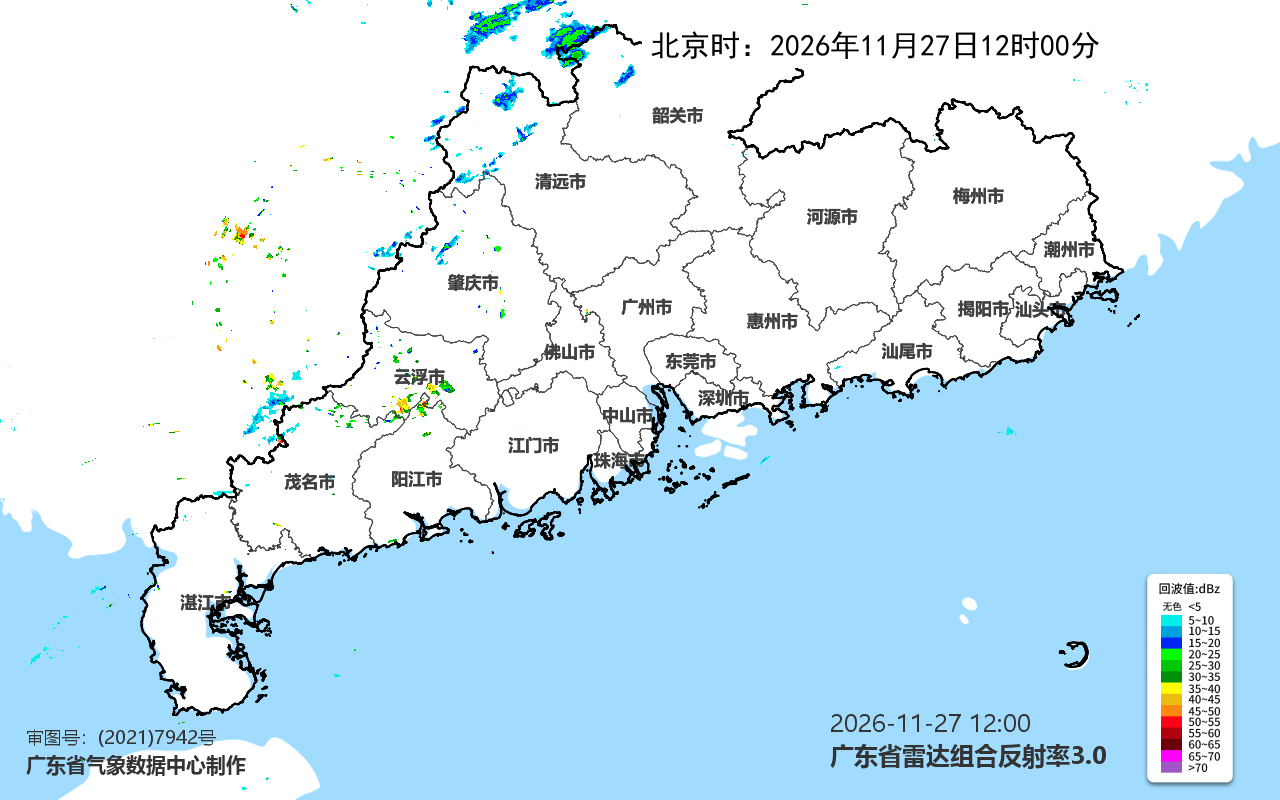 北京时：2026年11月27日12时00分
韶关市
清远市
梅州市
河源市
潮州市
肇庆市
广州市
揭阳市
汕头市
惠州市
佛山市
汕尾市
东莞市
云浮市
深圳市
中山市
江门市
珠海市
阳江市
茂名市
湛江市
回波值:dBz
无色 <5
5~10
10~15
15~20
20~25
25~30
30~35
35~40
40~45
45~50
50~55
55~60
60~65
65~70
>70
2026-11-27 12:00
广东省雷达组合反射率3.0
审图号：(2021)7942号
广东省气象数据中心制作